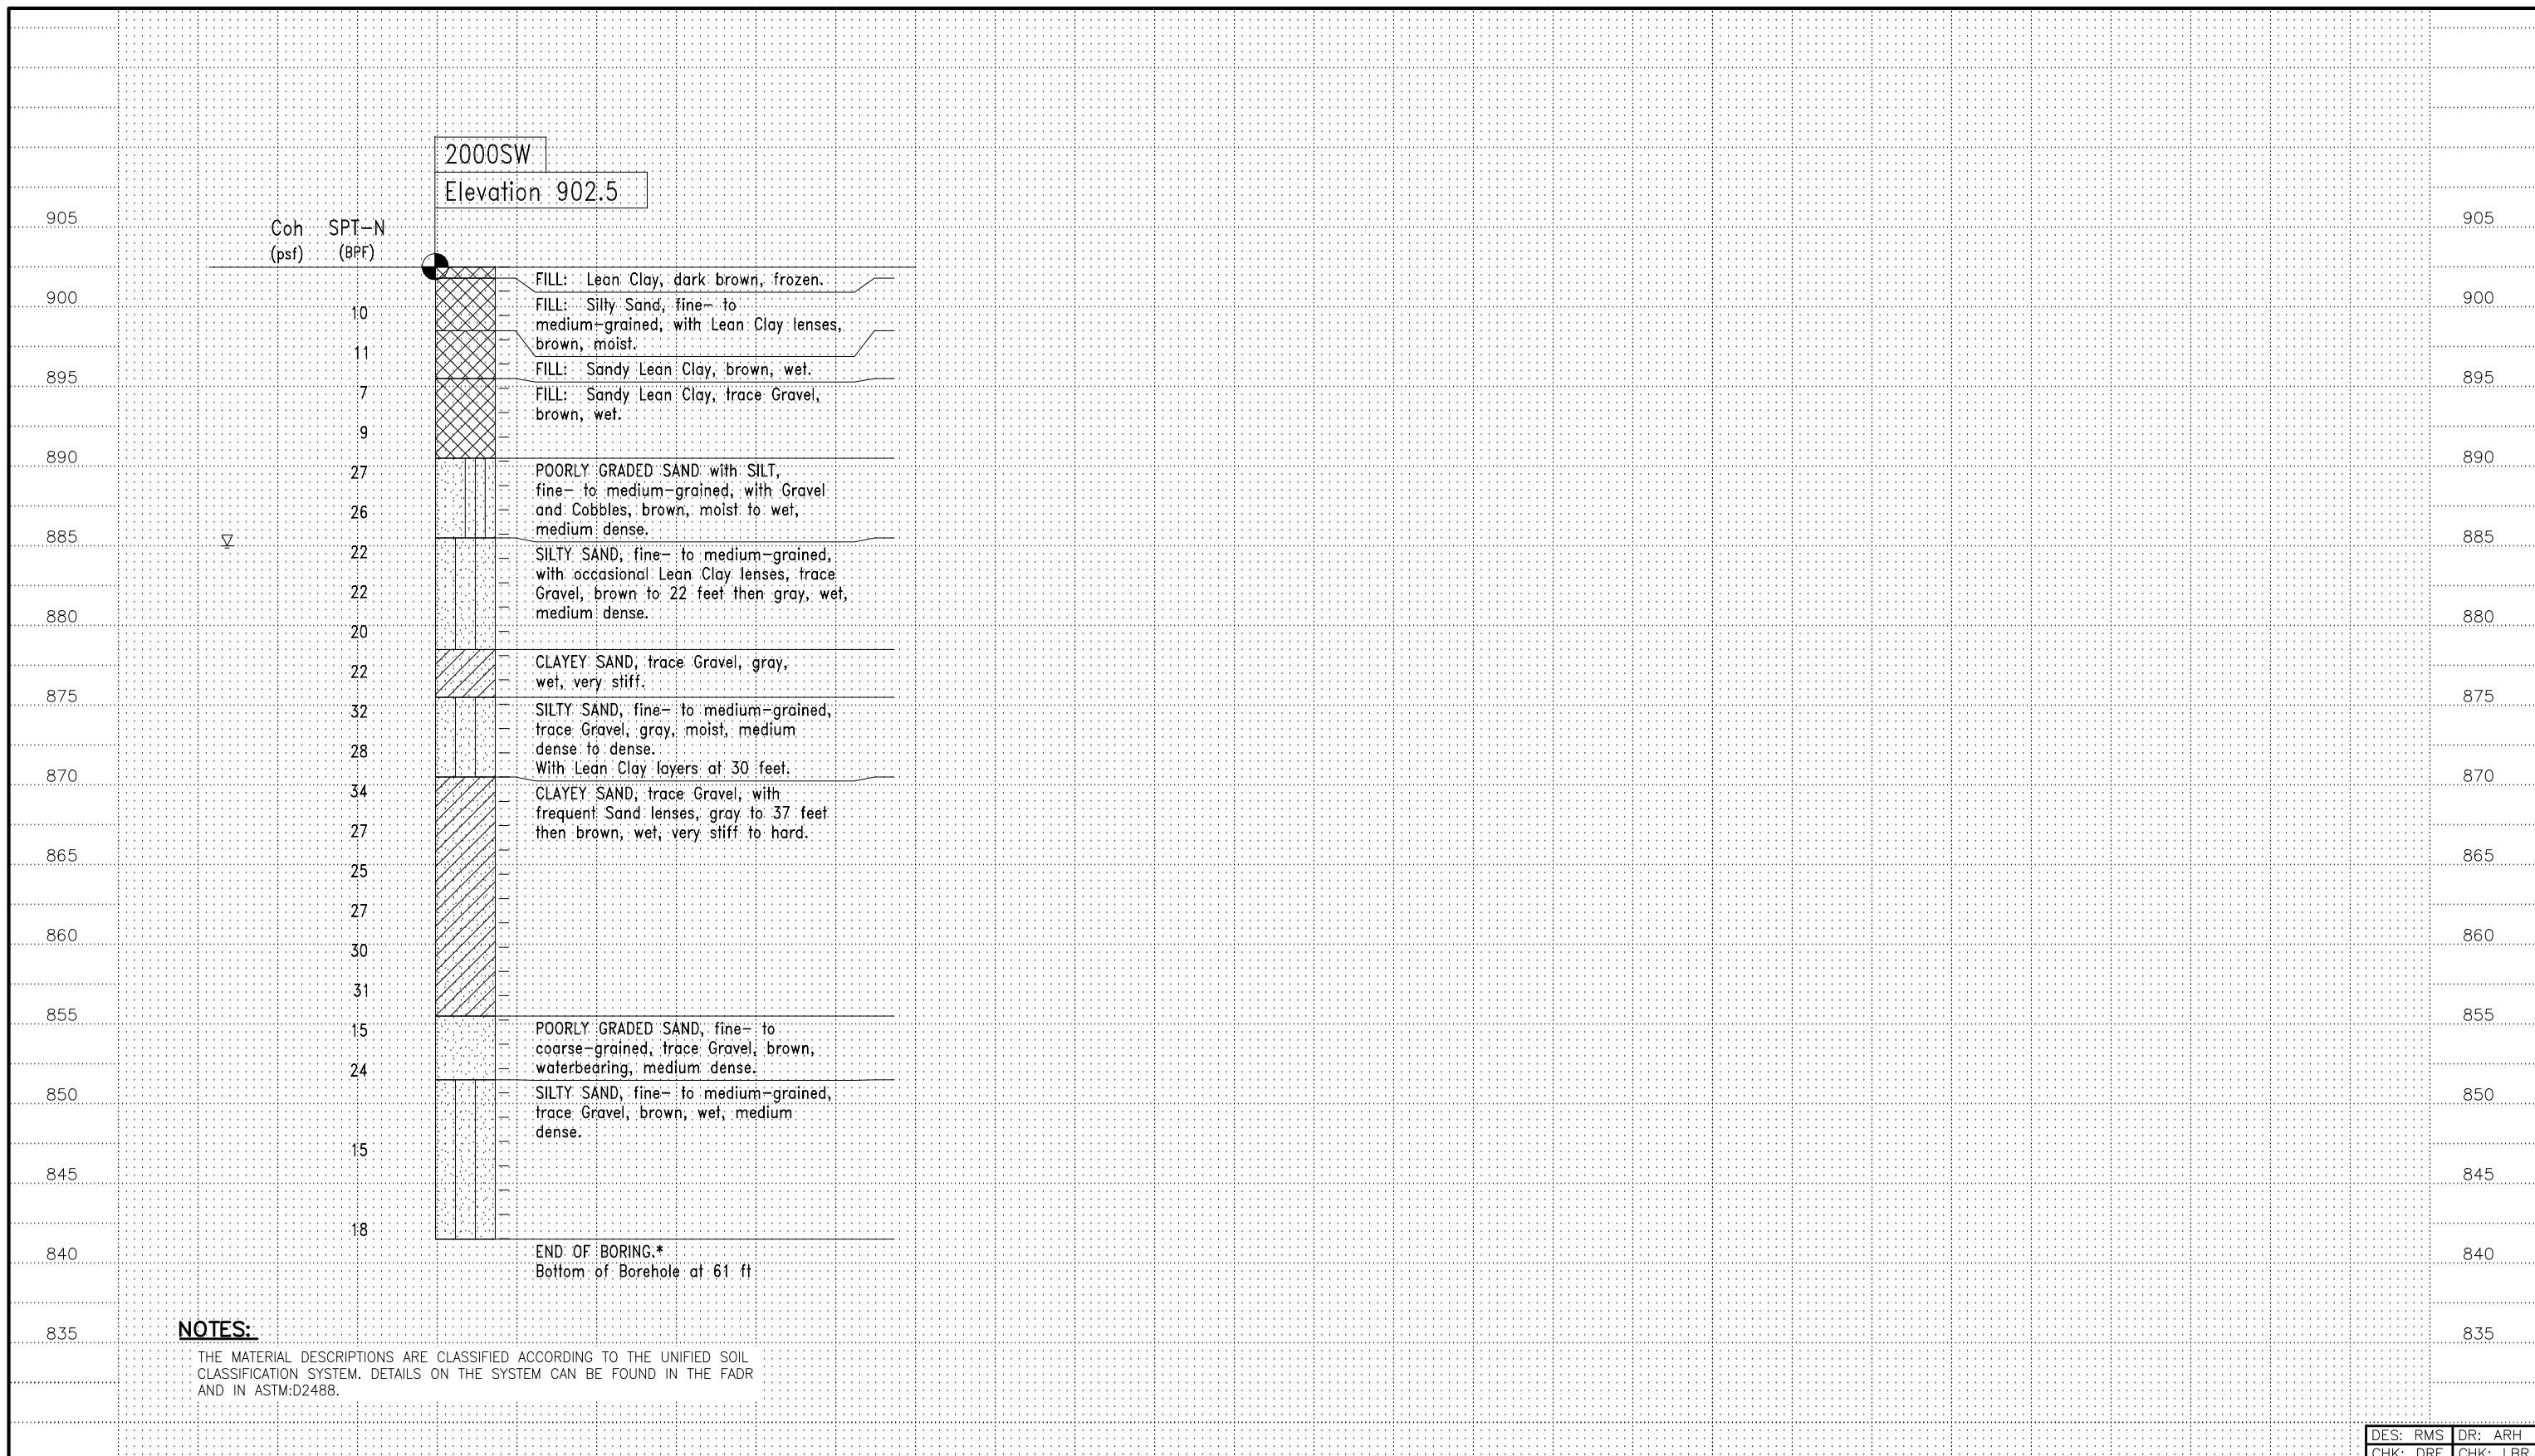 2000SW
Elevation 902.5
905 905
Coh SPT-N
(psf) (BPF)
FILL: Lean Clay, dark brown, frozen.
900 900
FILL: Silty Sand, fine- to
10
medium-grained, with Lean Clay lenses,
brown, moist.
11
FILL: Sandy Lean Clay, brown, wet.
895 895
7
FILL: Sandy Lean Clay, trace Gravel,
brown, wet.
9
890 890
27
POORLY GRADED SAND with SILT,
fine- to medium-grained, with Gravel
26
and Cobbles, brown, moist to wet,
medium dense.
885 885
22
SILTY SAND, fine- to medium-grained,
with occasional Lean Clay lenses, trace
22
Gravel, brown to 22 feet then gray, wet,
medium dense.
880 880
20
CLAYEY SAND, trace Gravel, gray,
22
wet, very stiff.
875 875
32
SILTY SAND, fine- to medium-grained,
trace Gravel, gray, moist, medium
28
dense to dense.
With Lean Clay layers at 30 feet.
870 870
34
CLAYEY SAND, trace Gravel, with
frequent Sand lenses, gray to 37 feet
27
then brown, wet, very stiff to hard.
865 865
25
27
860 860
30
31
855 855
15
POORLY GRADED SAND, fine- to
coarse-grained, trace Gravel, brown,
24
waterbearing, medium dense.
850 850
SILTY SAND, fine- to medium-grained,
trace Gravel, brown, wet, medium
dense.
15
845 845
18
840 840
END OF BORING.*
Bottom of Borehole at 61 ft
835 835
NOTES:
THE MATERIAL DESCRIPTIONS ARE CLASSIFIED ACCORDING TO THE UNIFIED SOIL
CLASSIFICATION SYSTEM. DETAILS ON THE SYSTEM CAN BE FOUND IN THE FADR
AND IN ASTM:D2488.
DES: RMS DR: ARH
CHK: DRF CHK: LBR